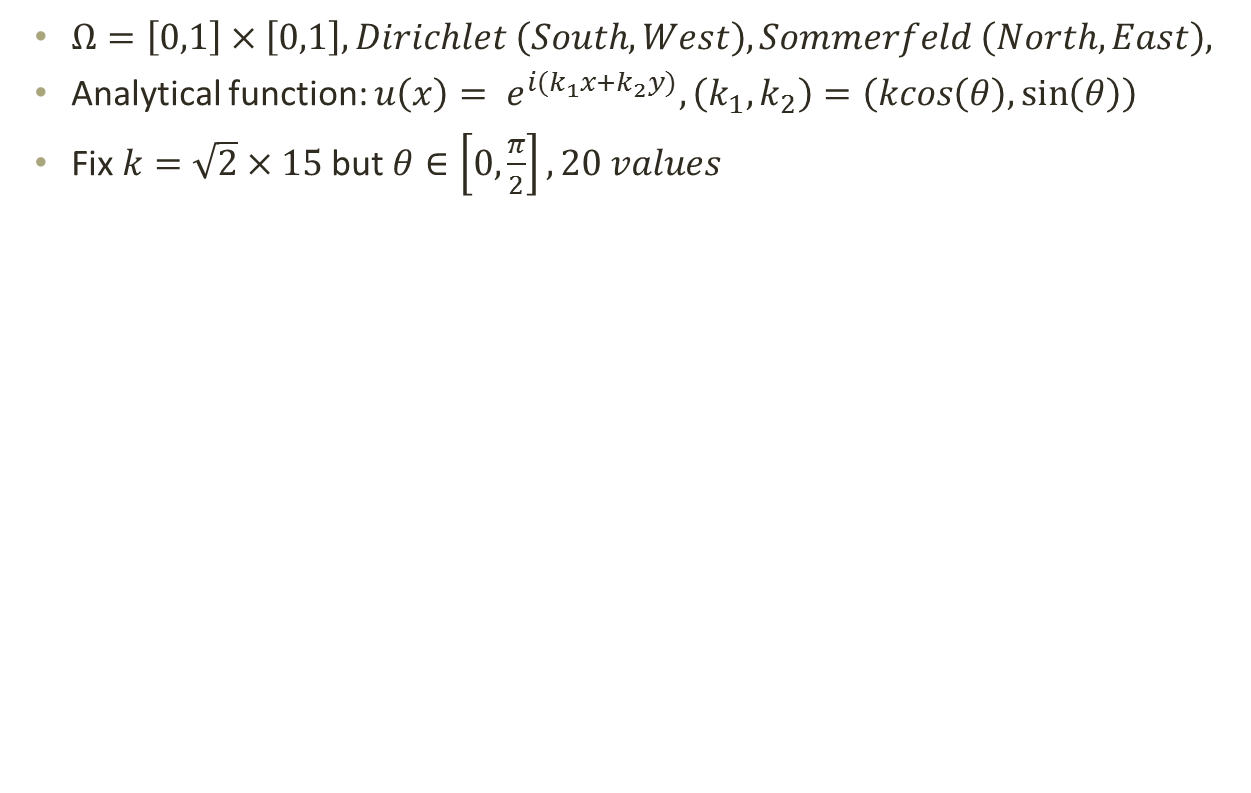 • Ω = [0,1] × [0,1], Dirichlet (South, West), Sommerfeld (North, East),
• Analytical function: u(x) = e^{i(k₁x+k₂y)}, (k₁, k₂) = (kcos(θ), sin(θ))
• Fix k = √2 × 15 but θ ∈ [0, π/2], 20 values